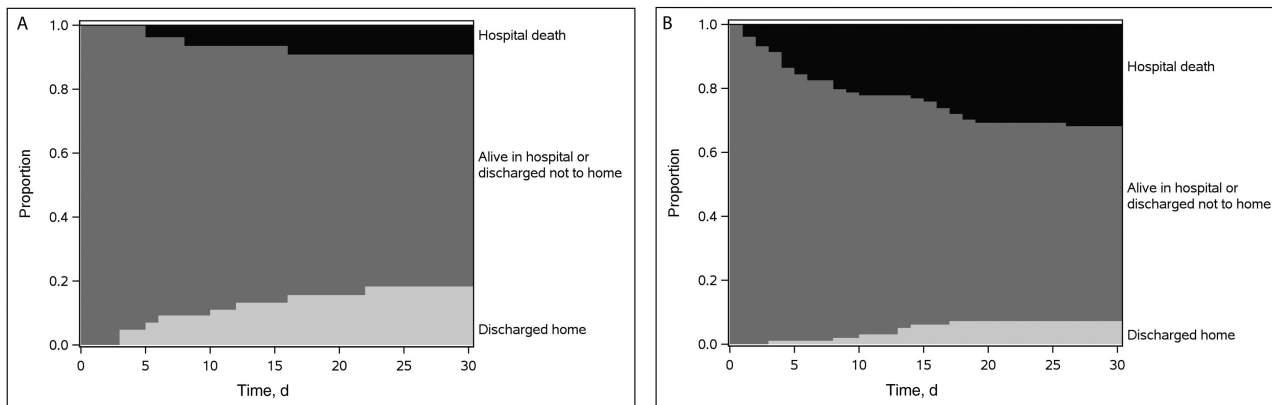 A
1.0
0.8
0.6
0.4
0.2
0.0
Proportion
0 5 10 15 20 25 30
Time, d
Hospital death
Alive in hospital or
discharged not to home
Discharged home
B
1.0
0.8
0.6
0.4
0.2
0.0
Proportion
0 5 10 15 20 25 30
Time, d
Hospital death
Alive in hospital or
discharged not to home
Discharged home